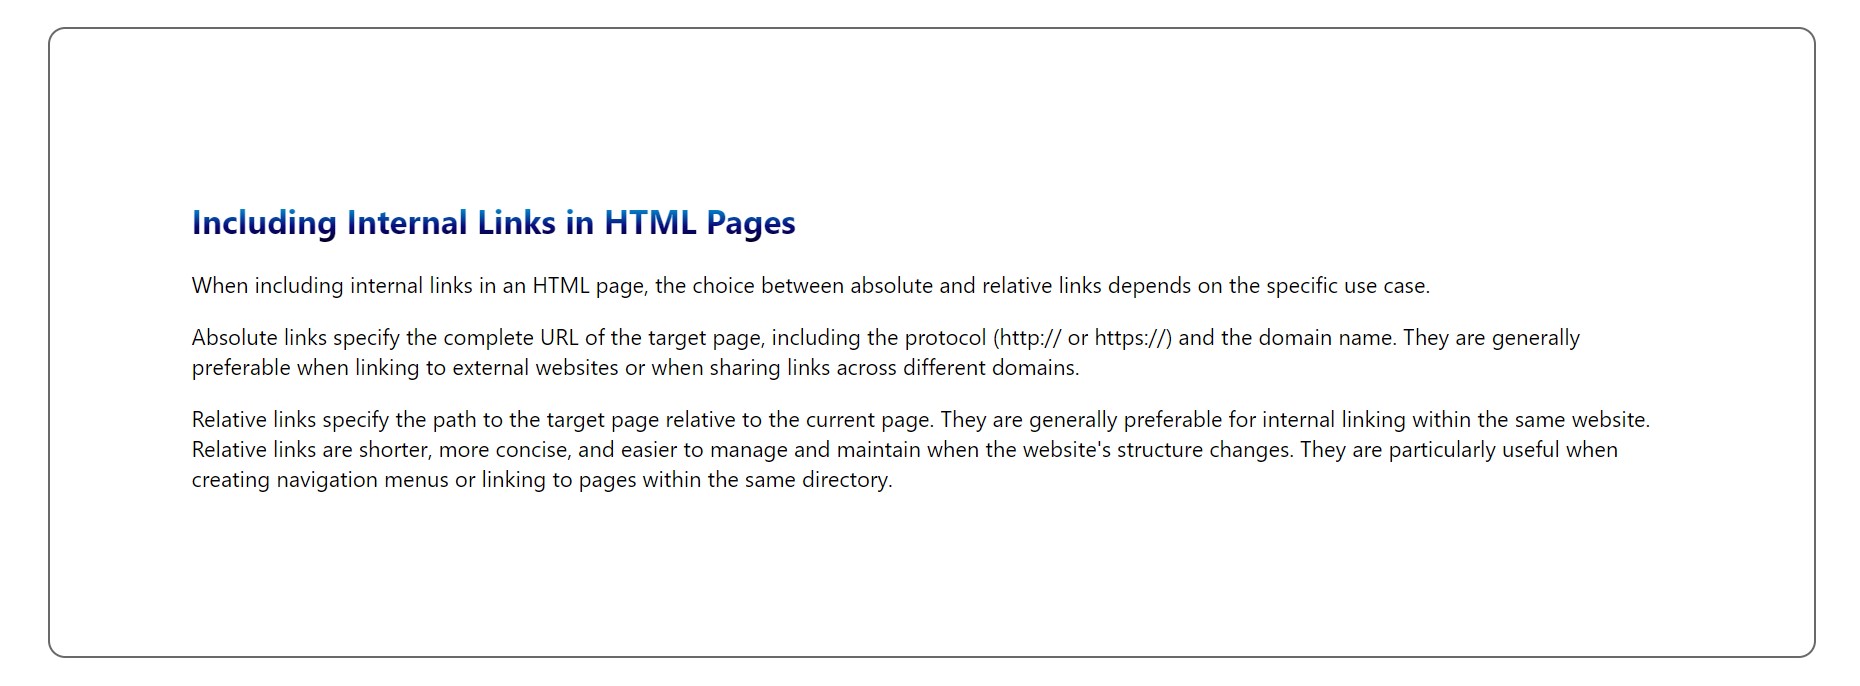 Including Internal Links in HTML Pages
When including internal links in an HTML page, the choice between absolute and relative links depends on the specific use case.
Absolute links specify the complete URL of the target page, including the protocol (http:// or https://) and the domain name. They are generally
preferable when linking to external websites or when sharing links across different domains.
Relative links specify the path to the target page relative to the current page. They are generally preferable for internal linking within the same website.
Relative links are shorter, more concise, and easier to manage and maintain when the website's structure changes. They are particularly useful when
creating navigation menus or linking to pages within the same directory.